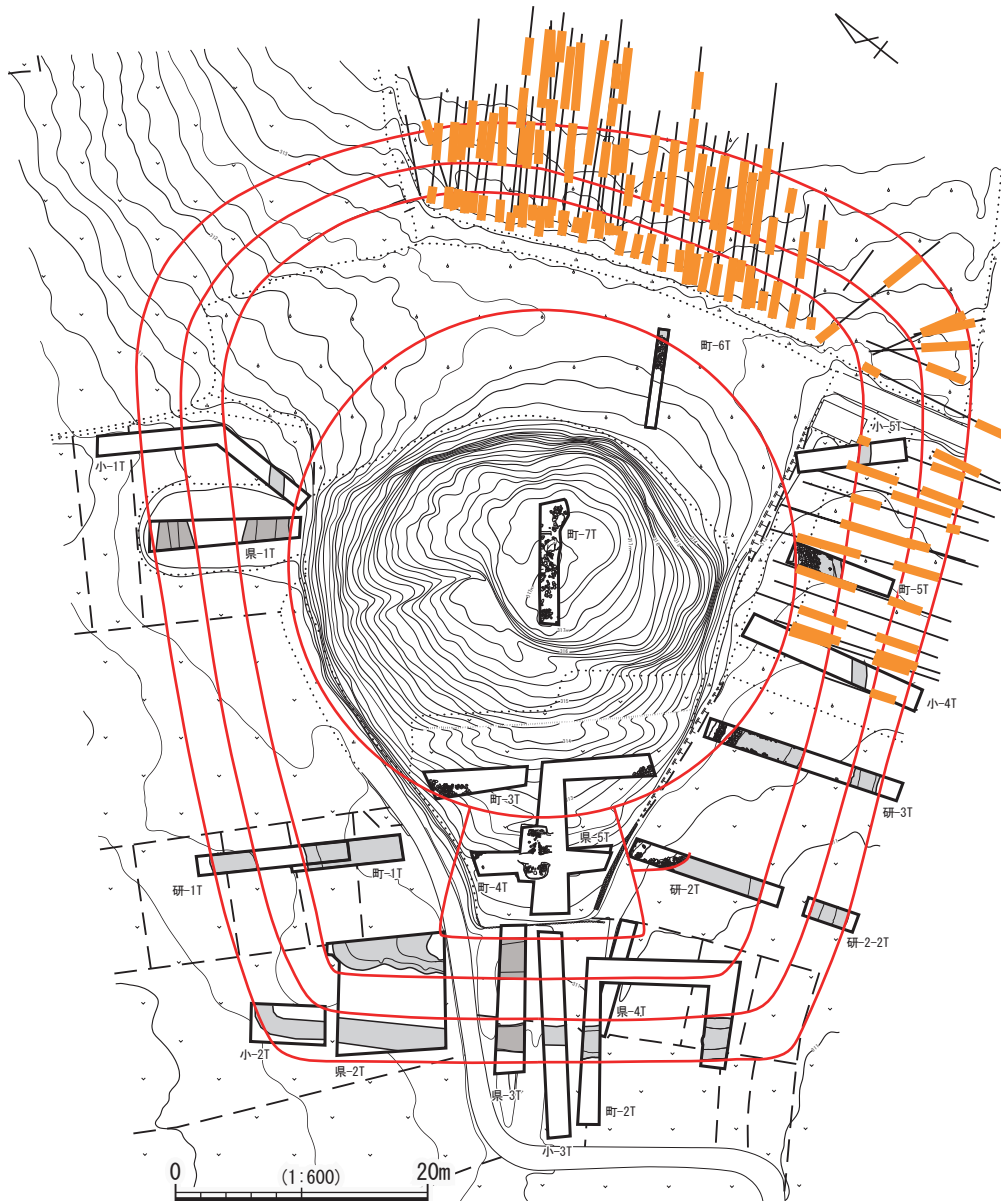 町-6T
小-5T
小-1T
県-1T
町-7T
町-5T
小-4T
町-3T
研-3T
県-5T
研-1T
町-1T
町-4T
研-2T
研-2-2T
県-4T
小-2T
県-2T
県-3T
町-2T
小-3T
0 (1:600) 20m